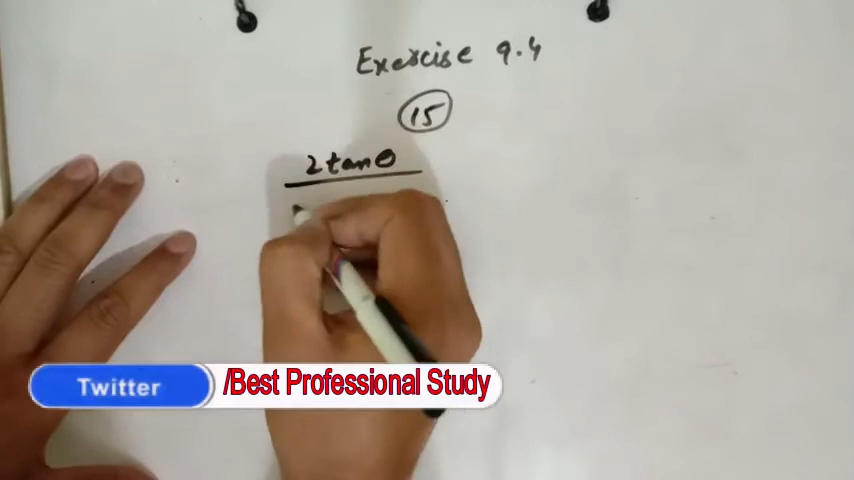 Exercise 9.4
15
2tanθ
Twitter
/Best Professional Study